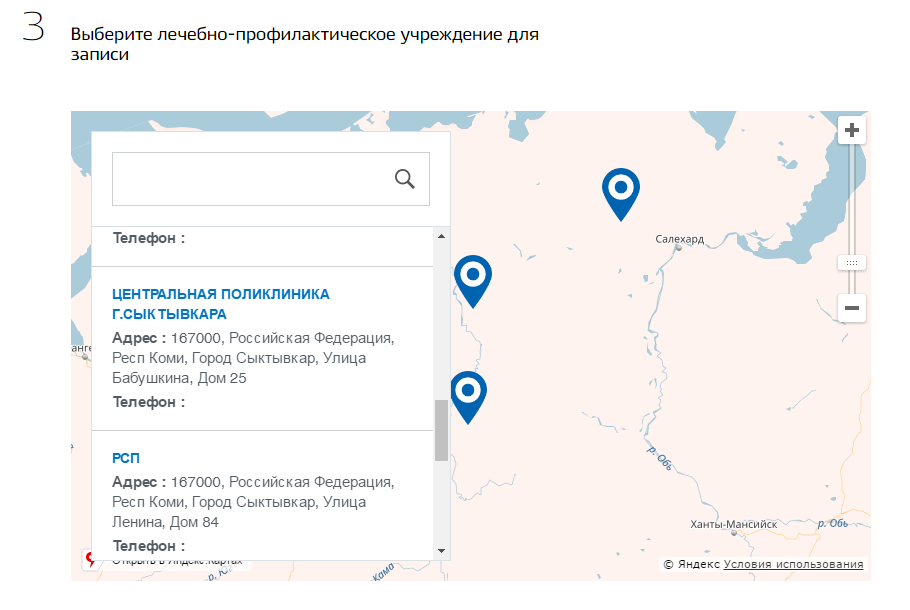 3
Выберите лечебно-профилактическое учреждение для
записи
Телефон :
ЦЕНТРАЛЬНАЯ ПОЛИКЛИНИКА
Г.СЫКТЫВКАРА
Адрес : 167000, Российская Федерация,
Респ Коми, Город Сыктывкар, Улица
Бабушкина, Дом 25
Телефон :
РСП
Адрес : 167000, Российская Федерация,
Респ Коми, Город Сыктывкар, Улица
Ленина, Дом 84
Телефон :
Салехард
р. Обь
Ханты-Мансийск
р. Обь
Открыть в Яндекс.Картах
Кама
© Яндекс Условия использования